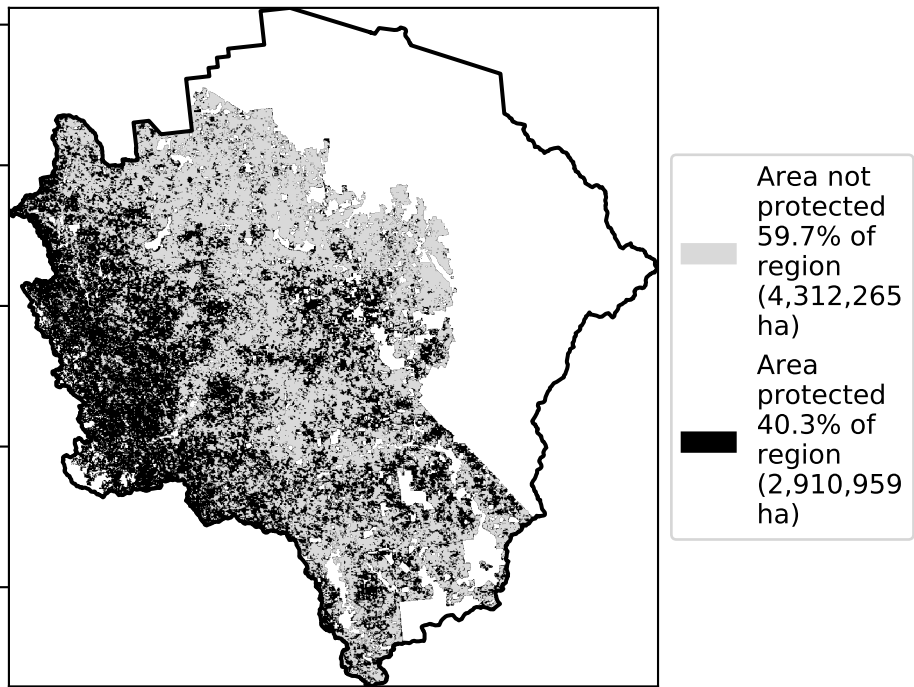 Area not
protected
59.7% of
region
(4,312,265
ha)
Area
protected
40.3% of
region
(2,910,959
ha)